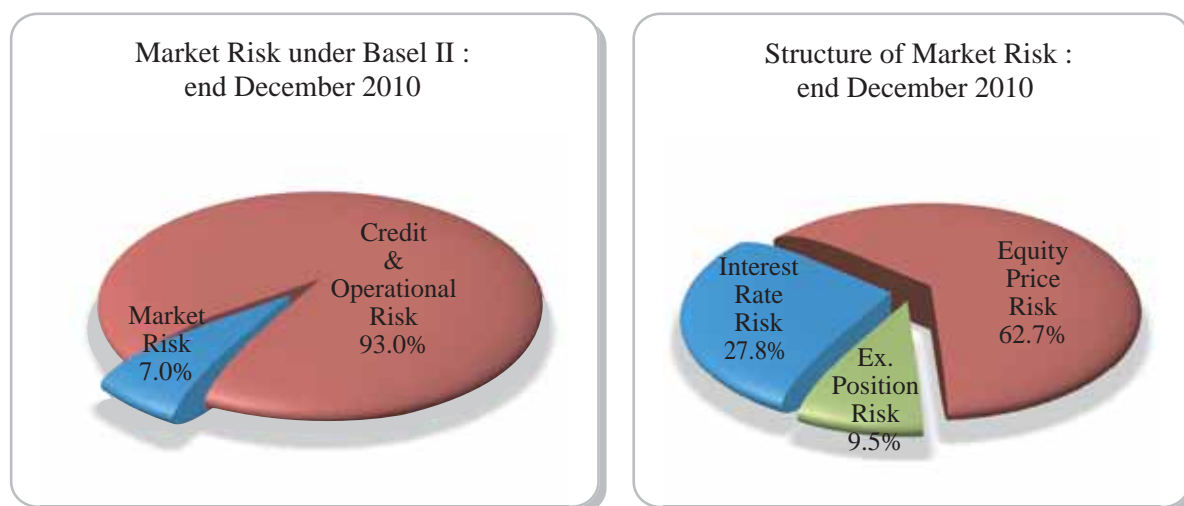 Market Risk under Basel II :
end December 2010
Credit
&
Operational
Risk
93.0%
Market
Risk
7.0%
Structure of Market Risk :
end December 2010
Interest
Rate
Risk
27.8%
Equity
Price
Risk
62.7%
Ex.
Position
Risk
9.5%